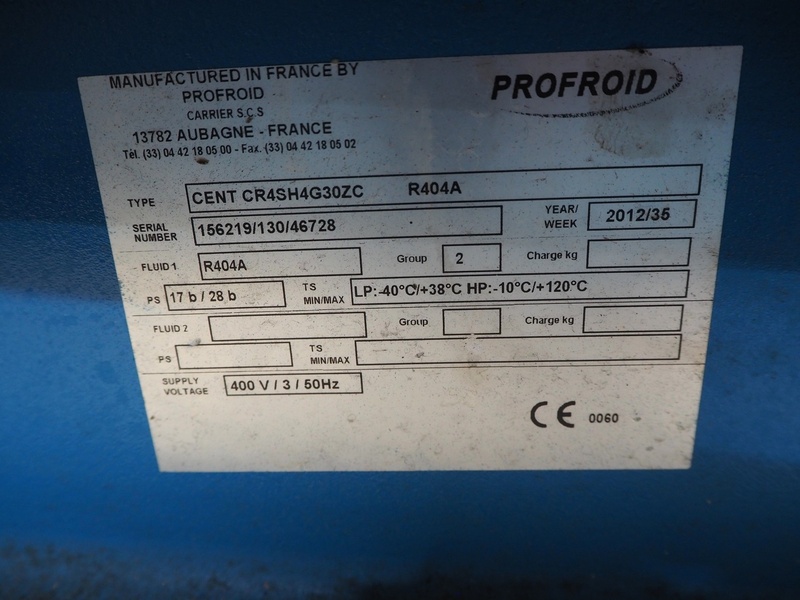 MANUFACTURED IN FRANCE BY
PROFROID
CARRIER S.C.S
13782 AUBAGNE - FRANCE
Tél. (33) 04 42 18 05 00 - Fax. (33) 04 42 18 05 02
PROFROID
TYPE CENT CR4SH4G30ZC R404A
SERIAL NUMBER 156219/130/46728 YEAR/WEEK 2012/35
FLUID 1 R404A Group 2 Charge kg
PS 17 b / 28 b TS MIN/MAX LP:-40°C/+38°C HP:-10°C/+120°C
FLUID 2 Group Charge kg
PS TS MIN/MAX
SUPPLY VOLTAGE 400 V / 3 / 50Hz
CE 0060